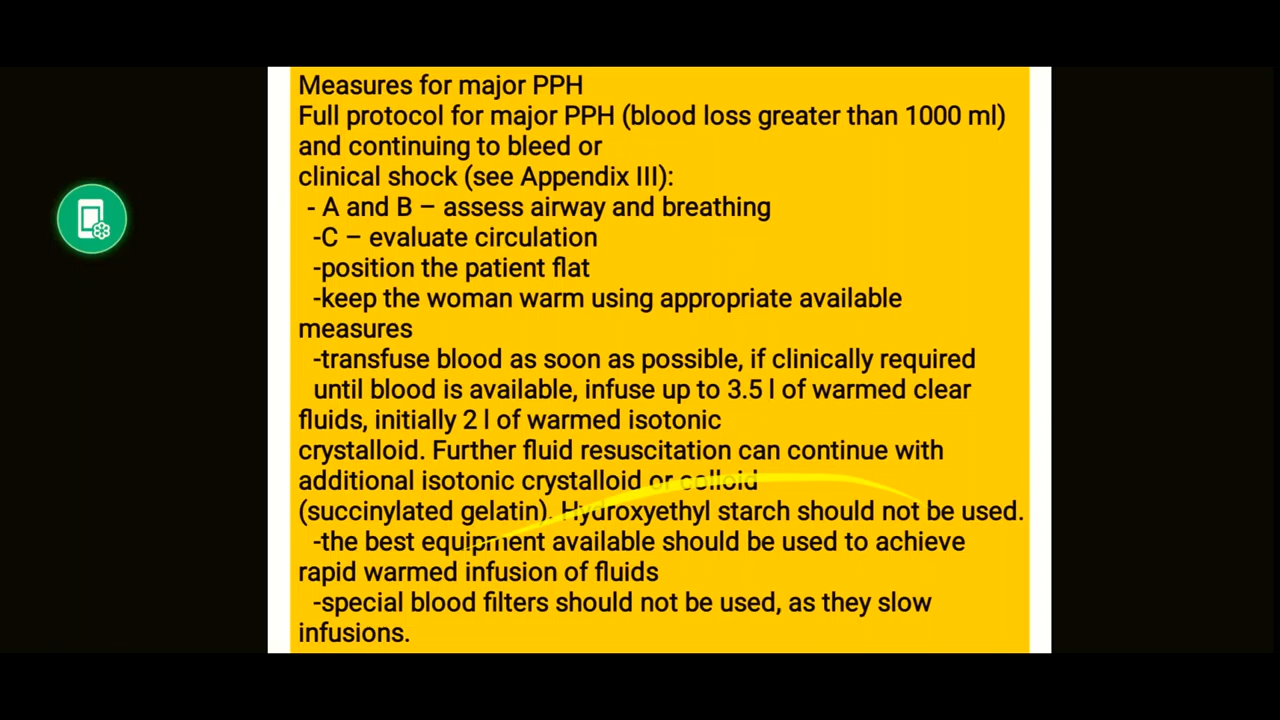 Measures for major PPH
Full protocol for major PPH (blood loss greater than 1000 ml)
and continuing to bleed or
clinical shock (see Appendix III):
- A and B – assess airway and breathing
-C – evaluate circulation
-position the patient flat
-keep the woman warm using appropriate available
measures
-transfuse blood as soon as possible, if clinically required
until blood is available, infuse up to 3.5 l of warmed clear
fluids, initially 2 l of warmed isotonic
crystalloid. Further fluid resuscitation can continue with
additional isotonic crystalloid or colloid
(succinylated gelatin). Hydroxyethyl starch should not be used.
-the best equipment available should be used to achieve
rapid warmed infusion of fluids
-special blood filters should not be used, as they slow
infusions.